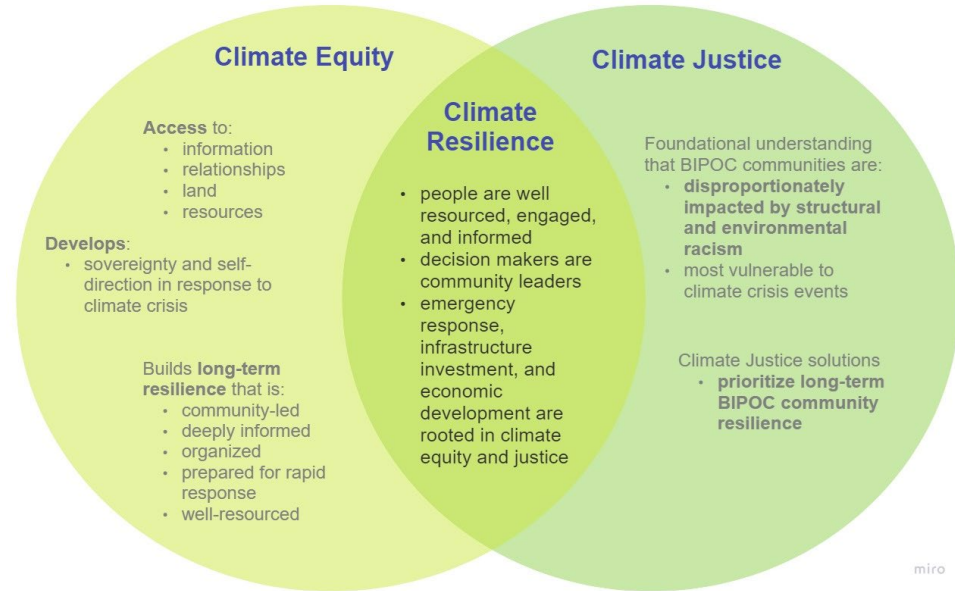 Climate Equity
Access to:
• information
• relationships
• land
• resources
Develops:
• sovereignty and self-
direction in response to
climate crisis
Builds long-term
resilience that is:
• community-led
• deeply informed
• organized
• prepared for rapid
response
• well-resourced
Climate
Resilience
• people are well
resourced, engaged,
and informed
• decision makers are
community leaders
• emergency
response,
infrastructure
investment, and
economic
development are
rooted in climate
equity and justice
Climate Justice
Foundational understanding
that BIPOC communities are:
• disproportionately
impacted by structural
and environmental
racism
• most vulnerable to
climate crisis events
Climate Justice solutions
• prioritize long-term
BIPOC community
resilience
miro